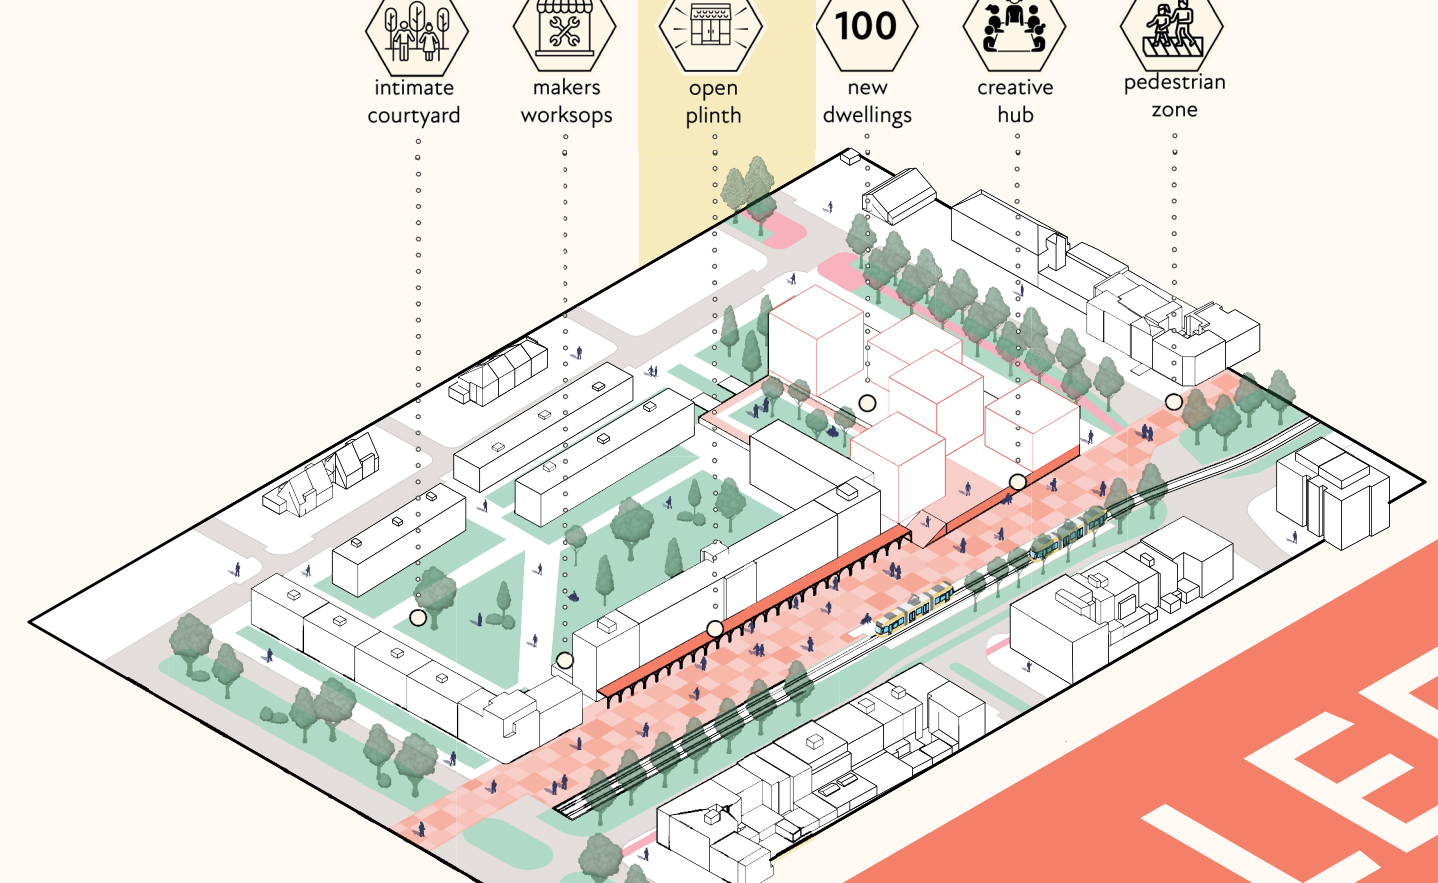 intimate
courtyard
makers
worksops
open
plinth
100
new
dwellings
creative
hub
pedestrian
zone